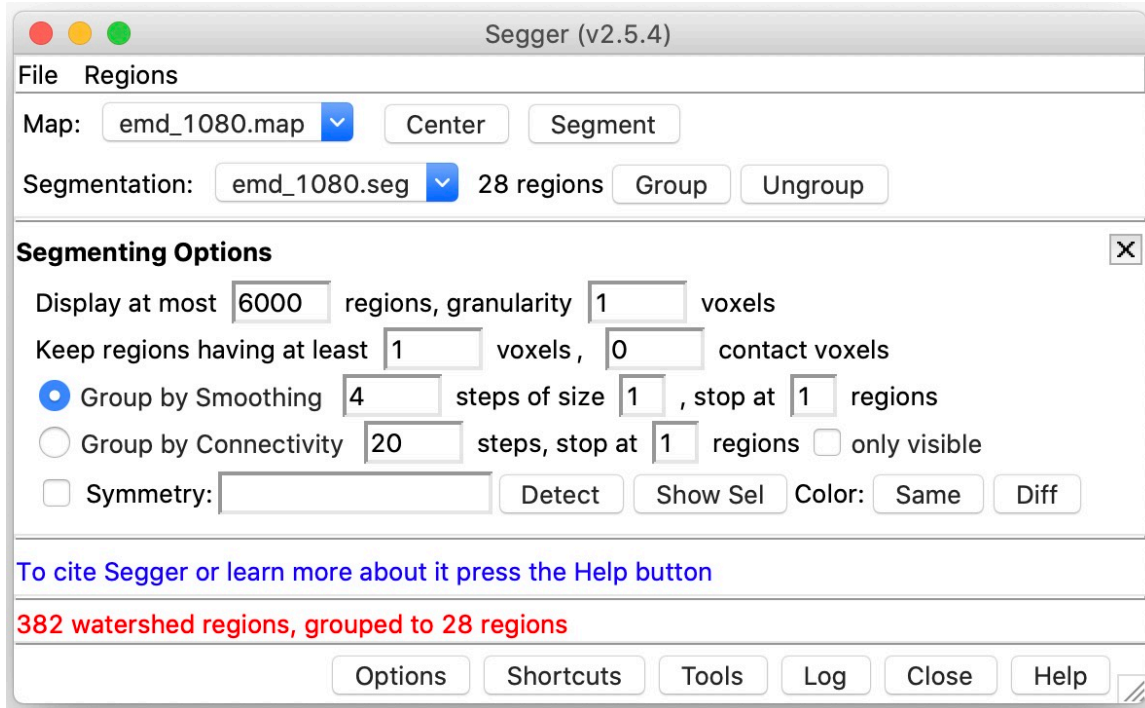 Segger (v2.5.4)
File Regions
Map: emd_1080.map Center Segment
Segmentation: emd_1080.seg 28 regions Group Ungroup
Segmenting Options
Display at most 6000 regions, granularity 1 voxels
Keep regions having at least 1 voxels , 0 contact voxels
Group by Smoothing 4 steps of size 1 , stop at 1 regions
Group by Connectivity 20 steps, stop at 1 regions only visible
Symmetry: Detect Show Sel Color: Same Diff
To cite Segger or learn more about it press the Help button
382 watershed regions, grouped to 28 regions
Options Shortcuts Tools Log Close Help